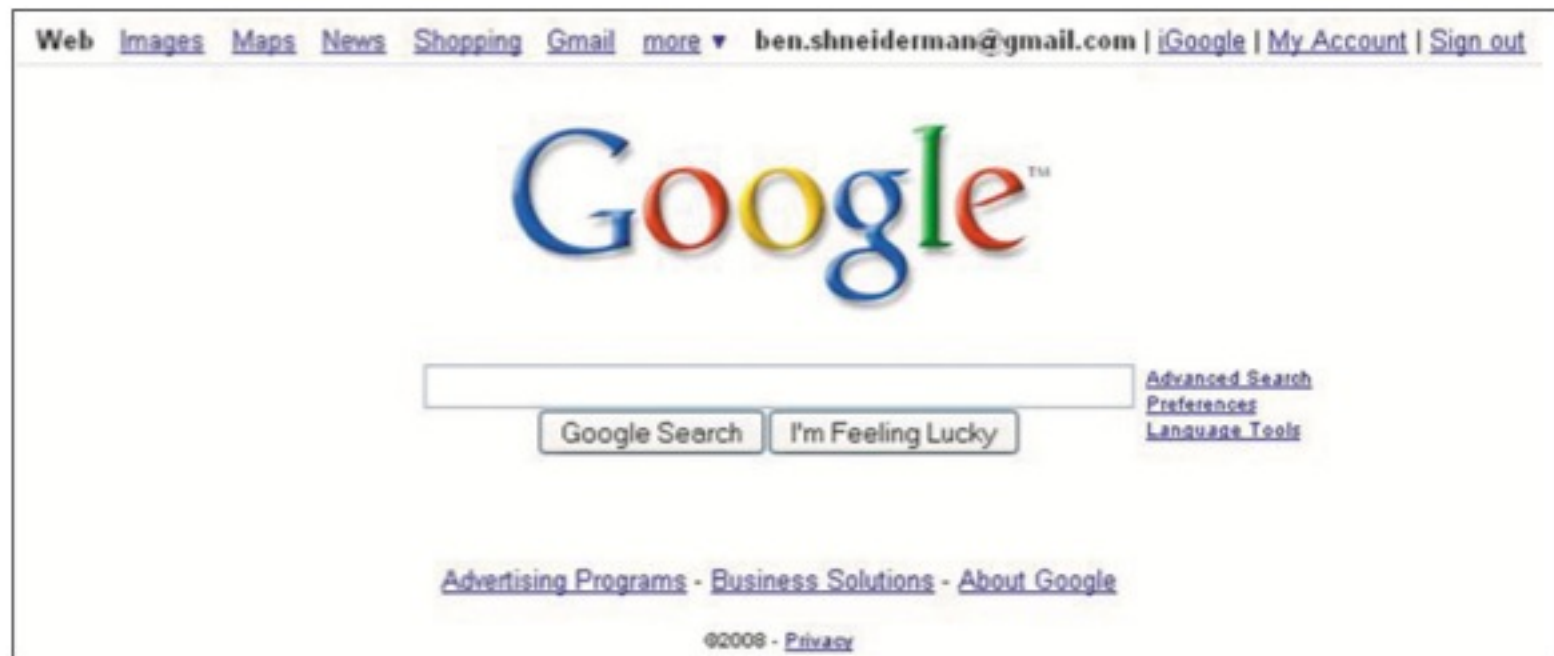 Web Images Maps News Shopping Gmail more ▼ ben.shneiderman@gmail.com | iGoogle | My Account | Sign out
Google™
Advanced Search
Preferences
Language Tools
Google Search I'm Feeling Lucky
Advertising Programs - Business Solutions - About Google
©2008 - Privacy